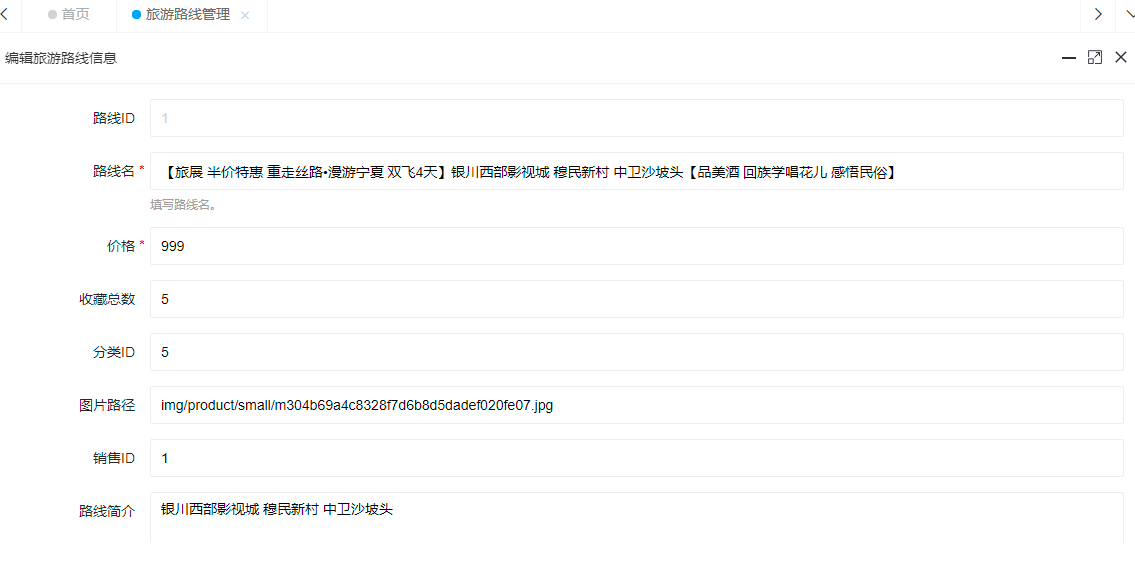 首页 旅游路线管理
编辑旅游路线信息
路线ID 1
路线名 * 【旅展 半价特惠 重走丝路•漫游宁夏 双飞4天】银川西部影视城 穆民新村 中卫沙坡头【品美酒 回族学唱花儿 感悟民俗】
填写路线名。
价格 * 999
收藏总数 5
分类ID 5
图片路径 img/product/small/m304b69a4c8328f7d6b8d5dadef020fe07.jpg
销售ID 1
路线简介 银川西部影视城 穆民新村 中卫沙坡头